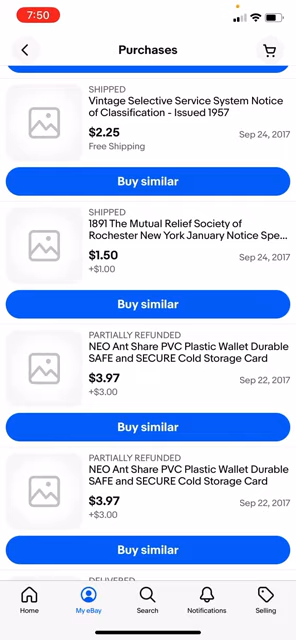 7:50
Purchases
SHIPPED
Vintage Selective Service System Notice
of Classification - Issued 1957
$2.25
Sep 24, 2017
Free Shipping
Buy similar
SHIPPED
1891 The Mutual Relief Society of
Rochester New York January Notice Spe...
$1.50
Sep 24, 2017
+$1.00
Buy similar
PARTIALLY REFUNDED
NEO Ant Share PVC Plastic Wallet Durable
SAFE and SECURE Cold Storage Card
$3.97
Sep 22, 2017
+$3.00
Buy similar
PARTIALLY REFUNDED
NEO Ant Share PVC Plastic Wallet Durable
SAFE and SECURE Cold Storage Card
$3.97
Sep 22, 2017
+$3.00
Buy similar
DELIVERED
Home
My eBay
Search
Notifications
Selling